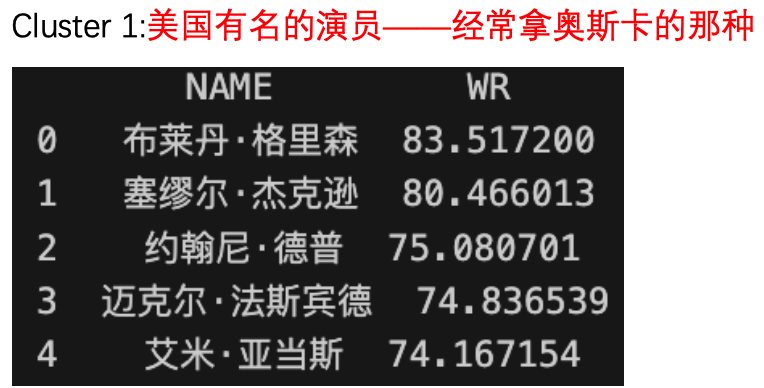 Cluster 1:美国有名的演员——经常拿奥斯卡的那种
NAME WR
0 布莱丹·格里森 83.517200
1 塞缪尔·杰克逊 80.466013
2 约翰尼·德普 75.080701
3 迈克尔·法斯宾德 74.836539
4 艾米·亚当斯 74.167154